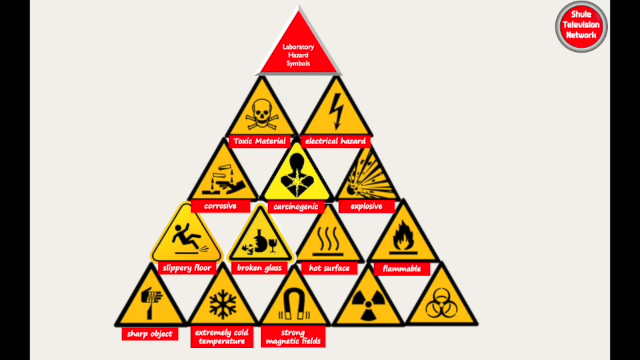 Shule
Television
Network
Laboratory
Hazard
Symbols
Toxic Material
electrical hazard
corrosive
carcinogenic
explosive
slippery floor
broken glass
hot surface
flammable
sharp object
extremely cold
temperature
strong
magnetic fields